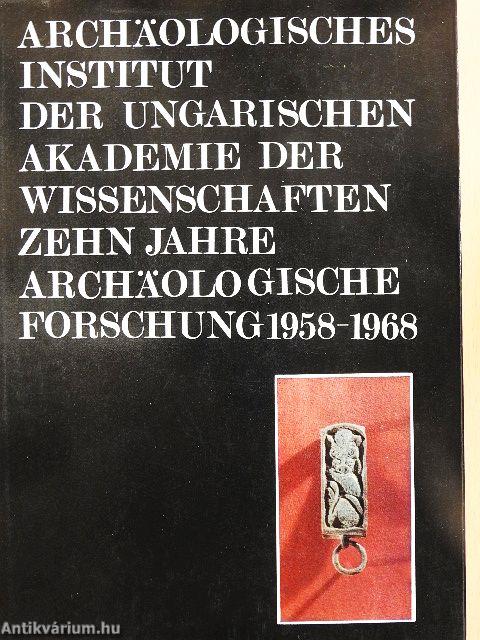 ARCHÄOLOGISCHES
INSTITUT
DER UNGARISCHEN
AKADEMIE DER
WISSENSCHAFTEN
ZEHN JAHRE
ARCHÄOLOGISCHE
FORSCHUNG 1958-1968
Antikvárium.hu